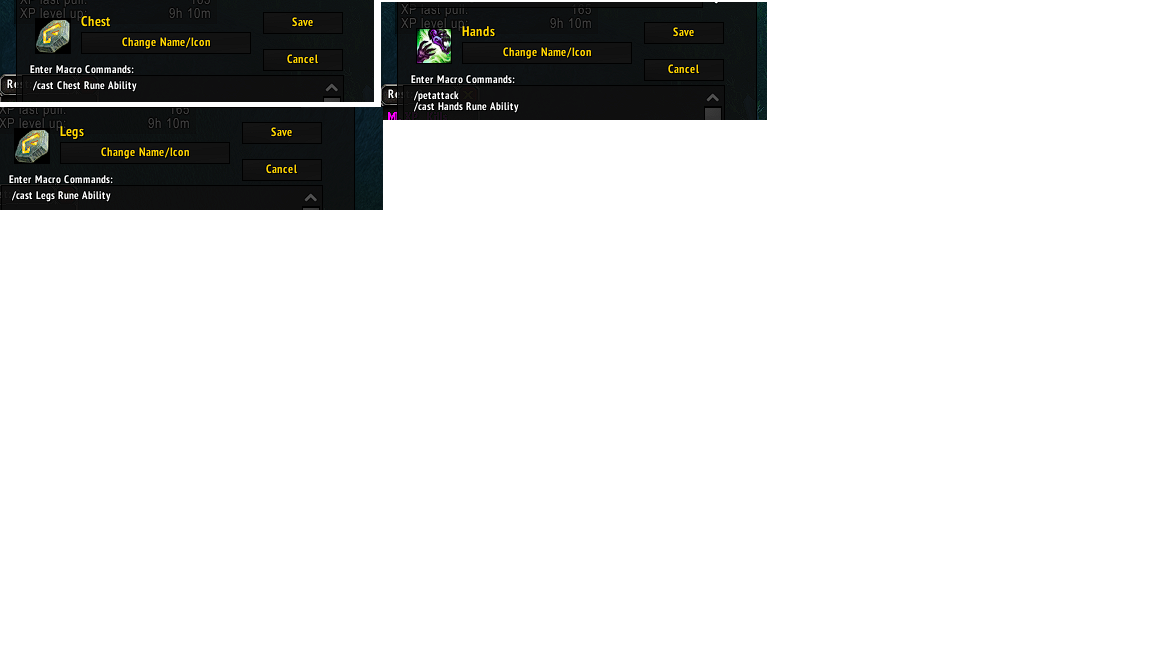 XP last pull: 165
XP level up: 9h 10m
Chest
Save
Change Name/Icon
Cancel
Enter Macro Commands:
/cast Chest Rune Ability
XP last pull: 165
XP level up: 9h 10m
Hands
Save
Change Name/Icon
Cancel
Enter Macro Commands:
/petattack
/cast Hands Rune Ability
XP last pull: 165
XP level up: 9h 10m
Legs
Save
Change Name/Icon
Cancel
Enter Macro Commands:
/cast Legs Rune Ability